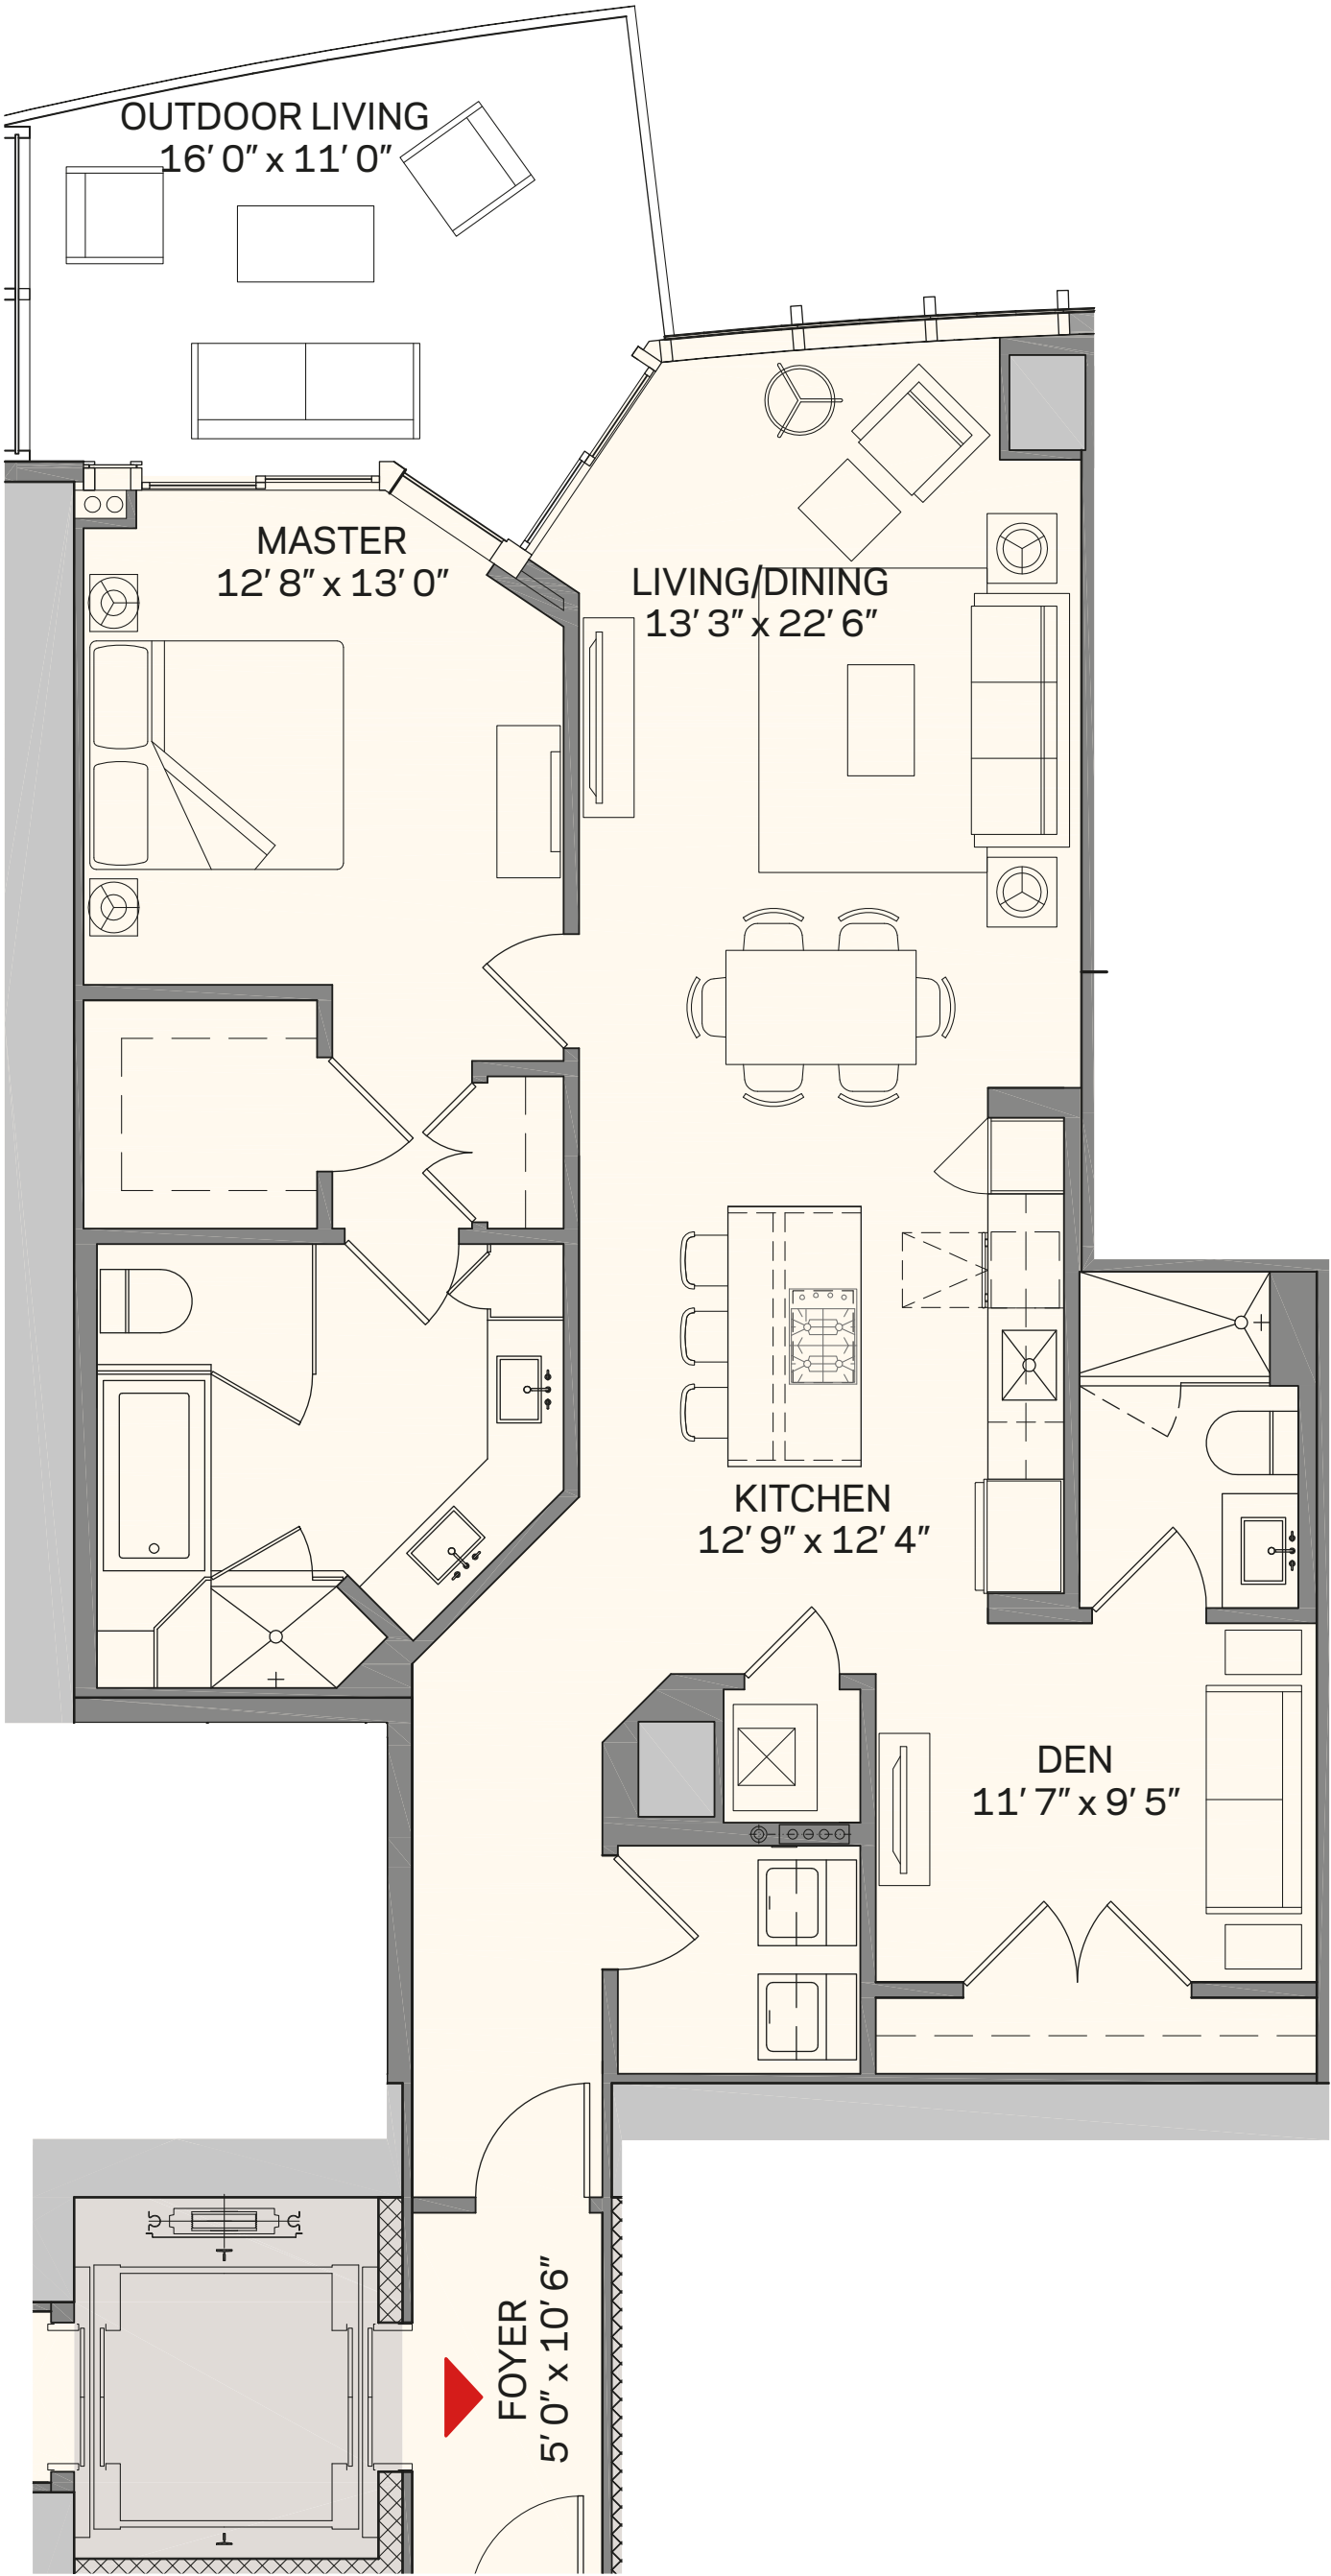 OUTDOOR LIVING
16′ 0″ x 11′ 0″
MASTER
12′ 8″ x 13′ 0″
LIVING/DINING
13′ 3″ x 22′ 6″
KITCHEN
12′ 9″ x 12′ 4″
DEN
11′ 7″ x 9′ 5″
FOYER
5′ 0″ x 10′ 6″